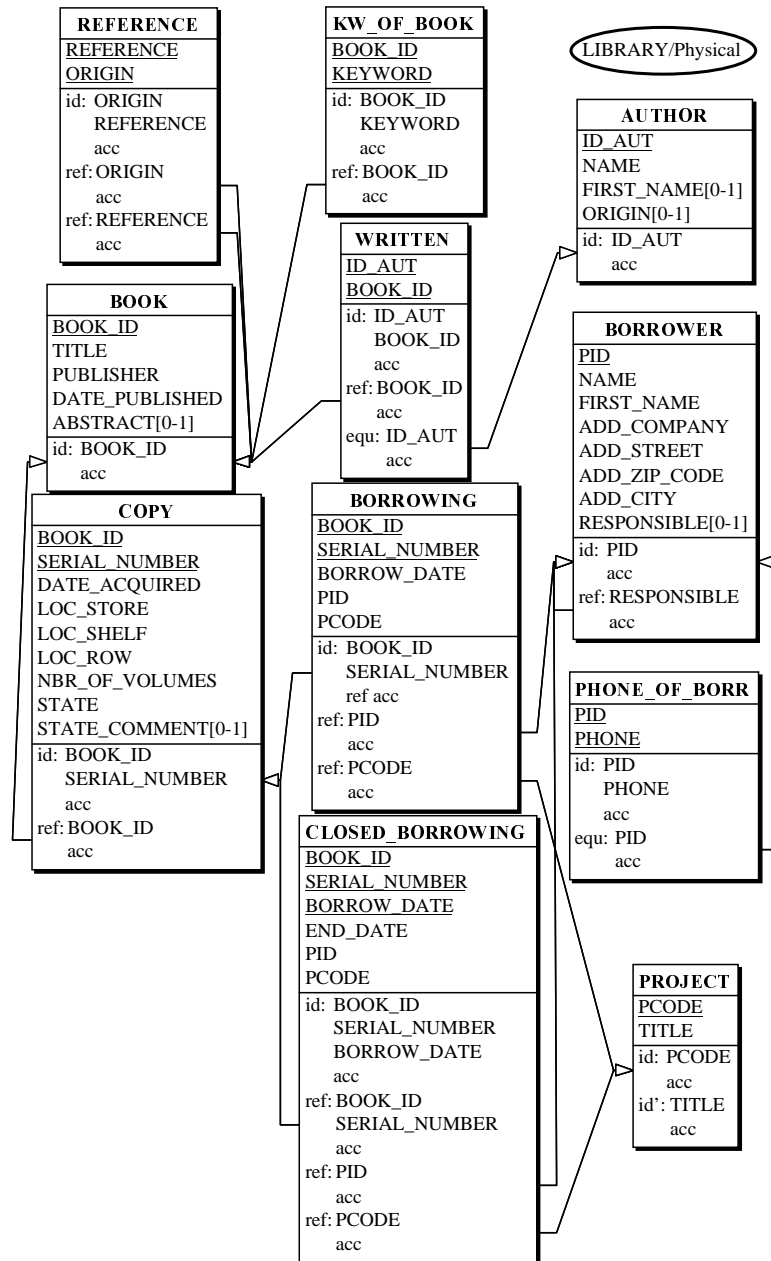 REFERENCE
REFERENCE
ORIGIN
id: ORIGIN
REFERENCE
acc
ref: ORIGIN
acc
ref: REFERENCE
acc
KW_OF_BOOK
BOOK_ID
KEYWORD
id: BOOK_ID
KEYWORD
acc
ref: BOOK_ID
acc
LIBRARY/Physical
AUTHOR
ID_AUT
NAME
FIRST_NAME[0-1]
ORIGIN[0-1]
id: ID_AUT
acc
WRITTEN
ID_AUT
BOOK_ID
id: ID_AUT
BOOK_ID
acc
ref: BOOK_ID
acc
equ: ID_AUT
acc
BOOK
BOOK_ID
TITLE
PUBLISHER
DATE_PUBLISHED
ABSTRACT[0-1]
id: BOOK_ID
acc
BORROWER
PID
NAME
FIRST_NAME
ADD_COMPANY
ADD_STREET
ADD_ZIP_CODE
ADD_CITY
RESPONSIBLE[0-1]
id: PID
acc
ref: RESPONSIBLE
acc
COPY
BOOK_ID
SERIAL_NUMBER
DATE_ACQUIRED
LOC_STORE
LOC_SHELF
LOC_ROW
NBR_OF_VOLUMES
STATE
STATE_COMMENT[0-1]
id: BOOK_ID
SERIAL_NUMBER
acc
ref: BOOK_ID
acc
BORROWING
BOOK_ID
SERIAL_NUMBER
BORROW_DATE
PID
PCODE
id: BOOK_ID
SERIAL_NUMBER
ref acc
ref: PID
acc
ref: PCODE
acc
PHONE_OF_BORR
PID
PHONE
id: PID
PHONE
acc
equ: PID
acc
CLOSED_BORROWING
BOOK_ID
SERIAL_NUMBER
BORROW_DATE
END_DATE
PID
PCODE
id: BOOK_ID
SERIAL_NUMBER
BORROW_DATE
acc
ref: BOOK_ID
SERIAL_NUMBER
acc
ref: PID
acc
ref: PCODE
acc
PROJECT
PCODE
TITLE
id: PCODE
acc
id’: TITLE
acc